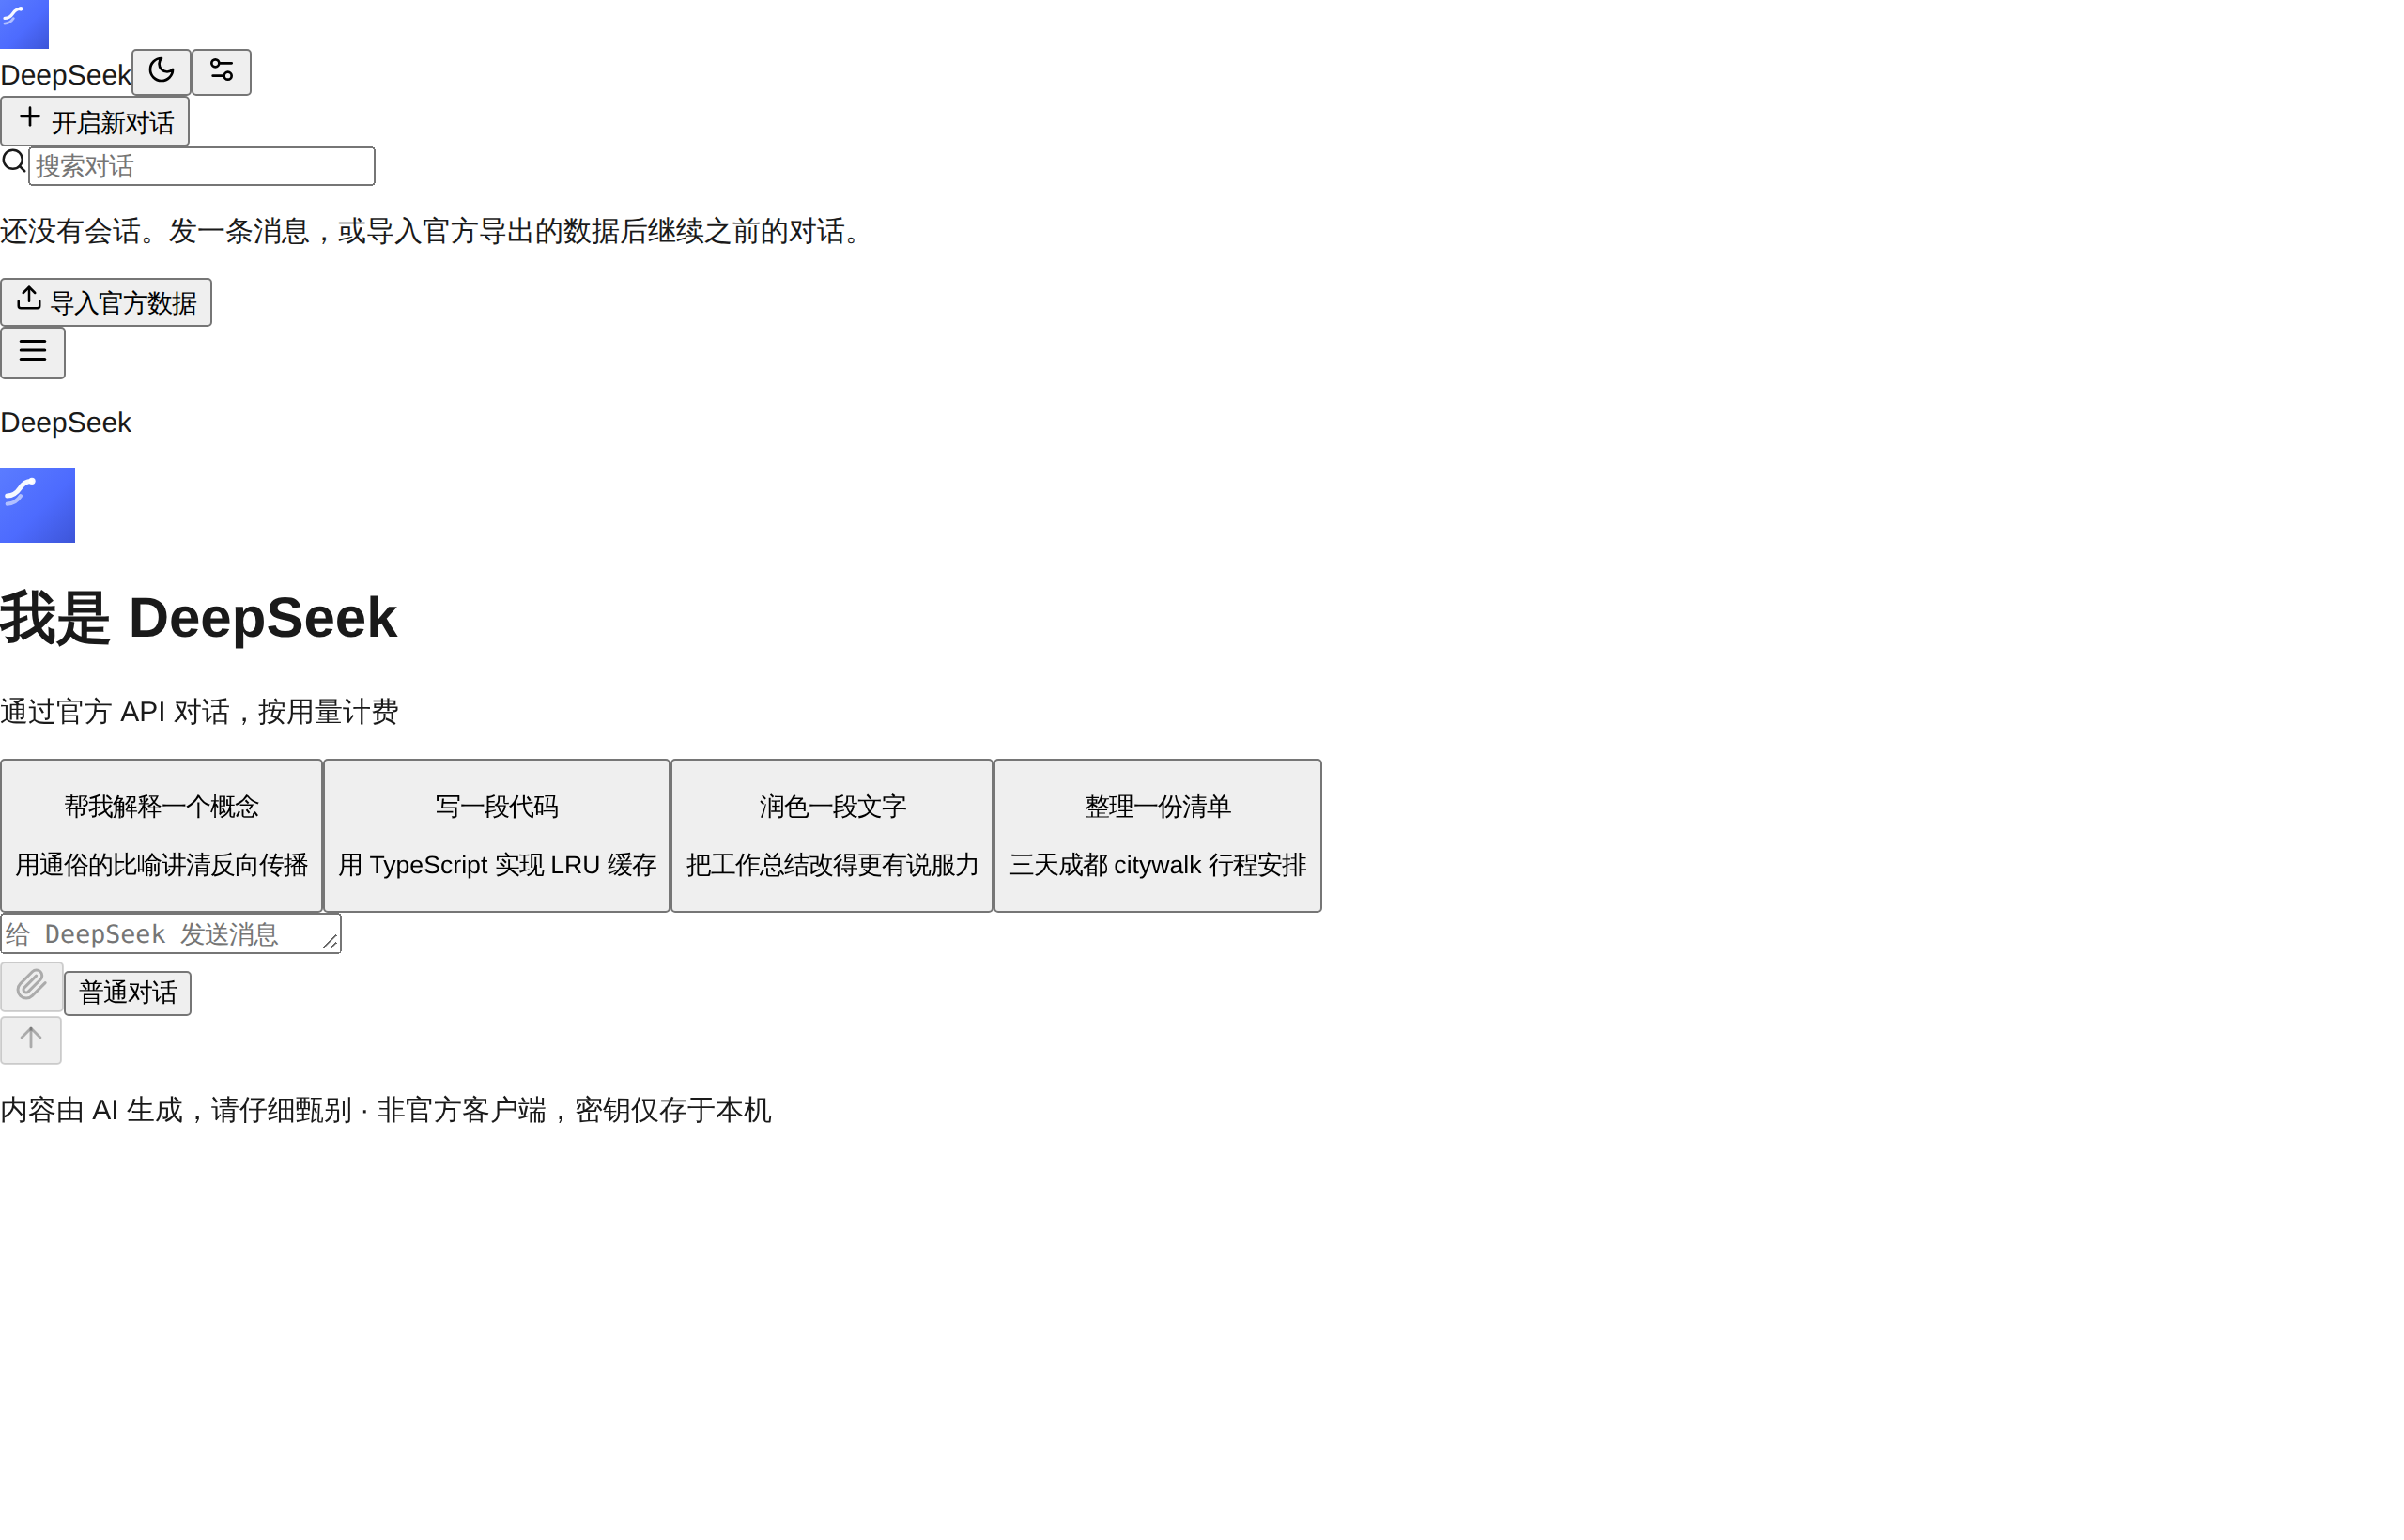 DeepSeek
开启新对话
搜索对话
还没有会话。发一条消息，或导入官方导出的数据后继续之前的对话。
导入官方数据
DeepSeek
我是 DeepSeek
通过官方 API 对话，按用量计费
帮我解释一个概念
用通俗的比喻讲清反向传播
写一段代码
用 TypeScript 实现 LRU 缓存
润色一段文字
把工作总结改得更有说服力
整理一份清单
三天成都 citywalk 行程安排
给 DeepSeek 发送消息
普通对话
内容由 AI 生成，请仔细甄别 · 非官方客户端，密钥仅存于本机